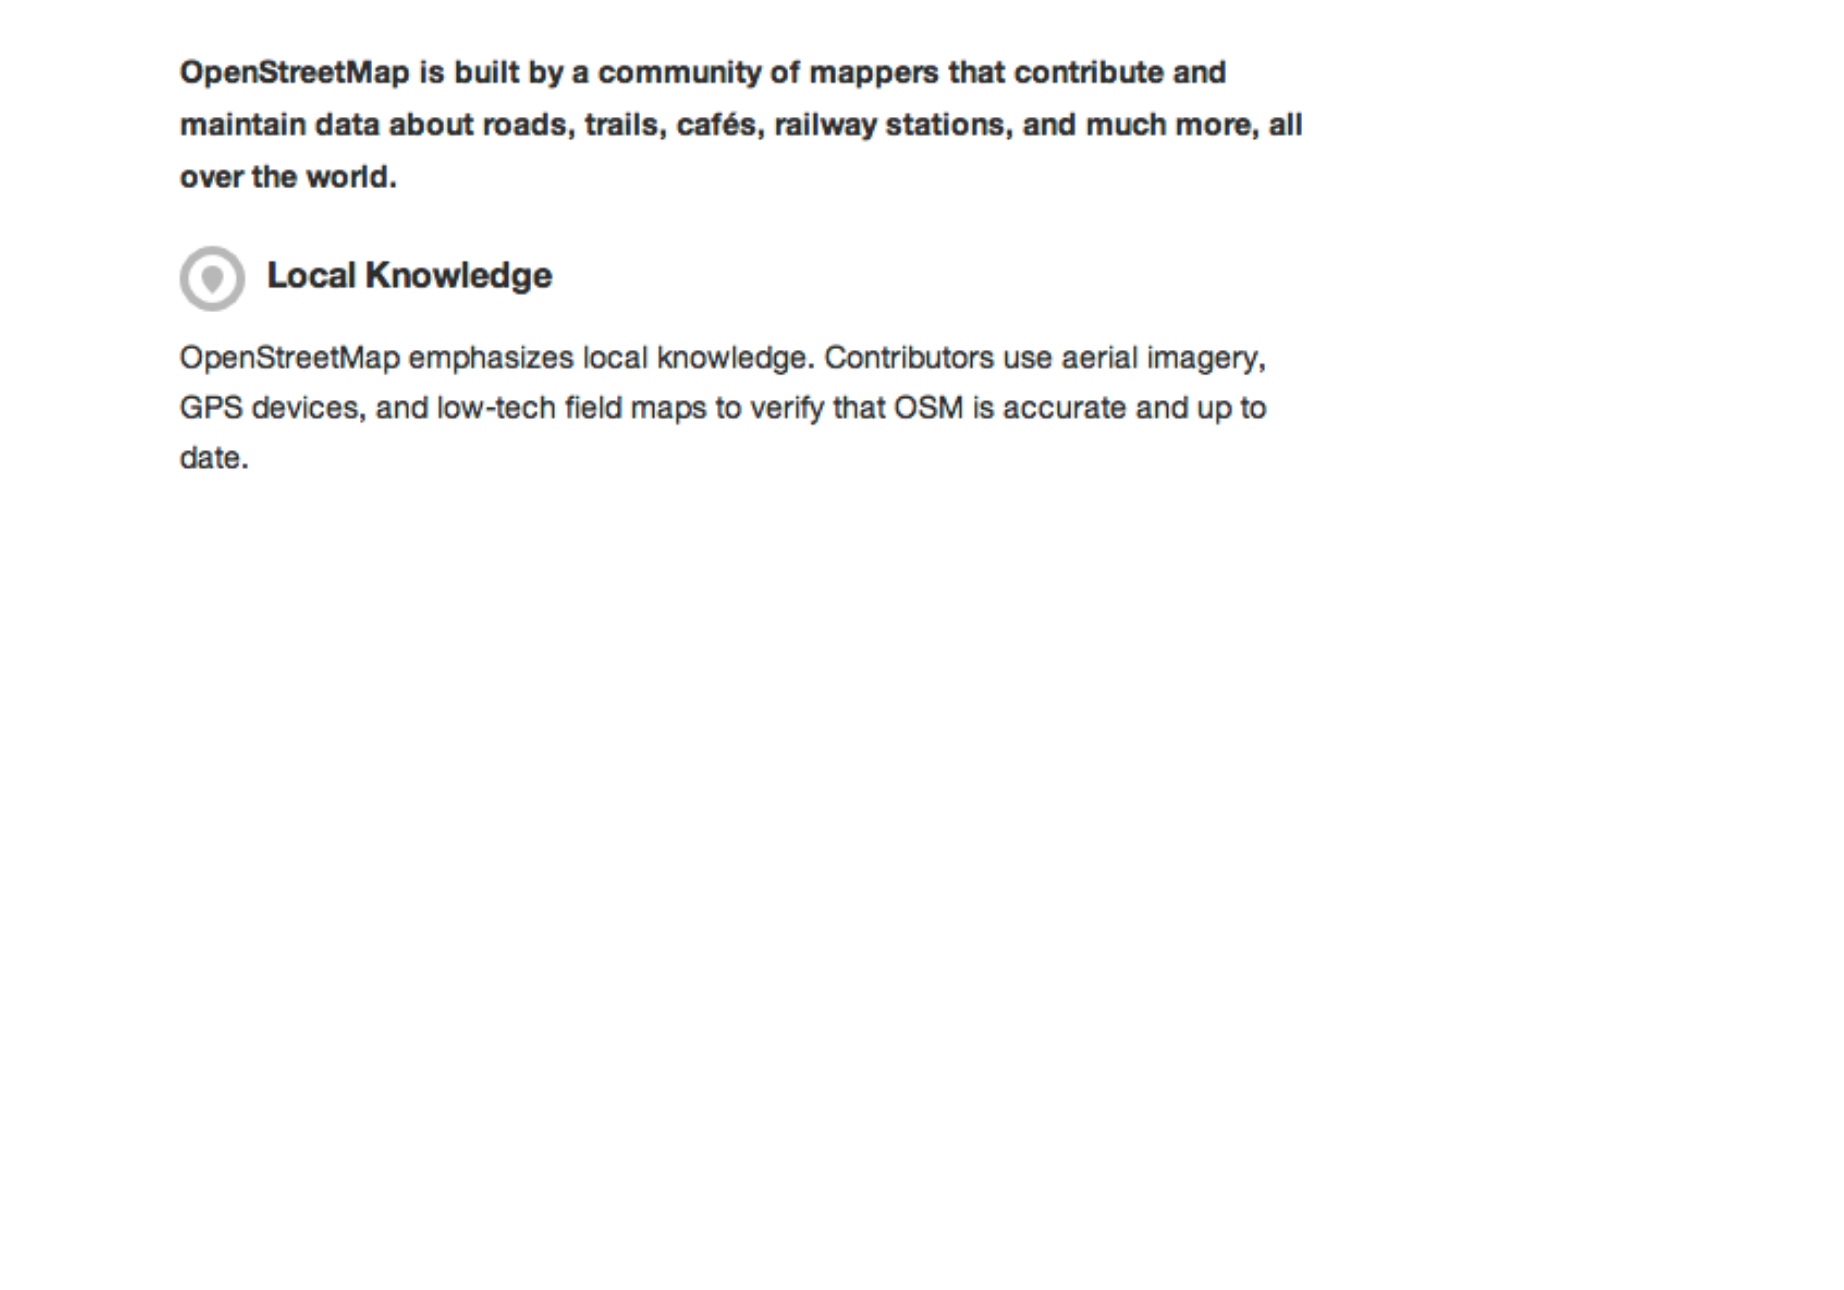 OpenStreetMap is built by a community of mappers that contribute and
maintain data about roads, trails, cafés, railway stations, and much more, all
over the world.
Local Knowledge
OpenStreetMap emphasizes local knowledge. Contributors use aerial imagery,
GPS devices, and low-tech field maps to verify that OSM is accurate and up to
date.